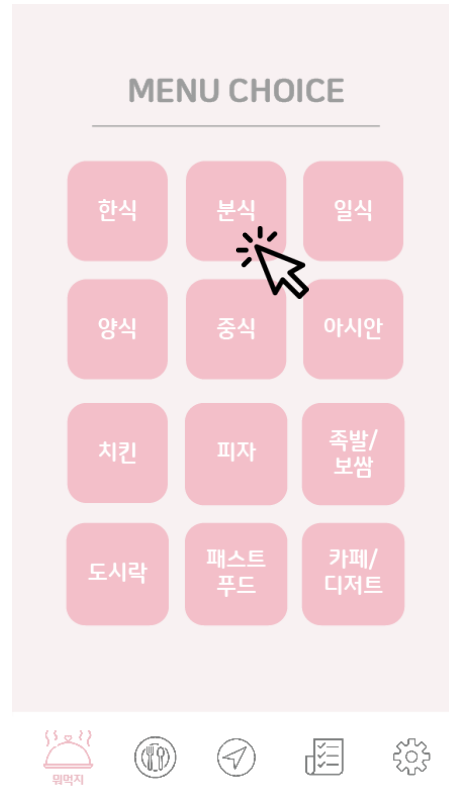 MENU CHOICE
한식
분식
일식
양식
중식
아시안
치킨
피자
족발/
보쌈
도시락
패스트
푸드
카페/
디저트
뭐먹지